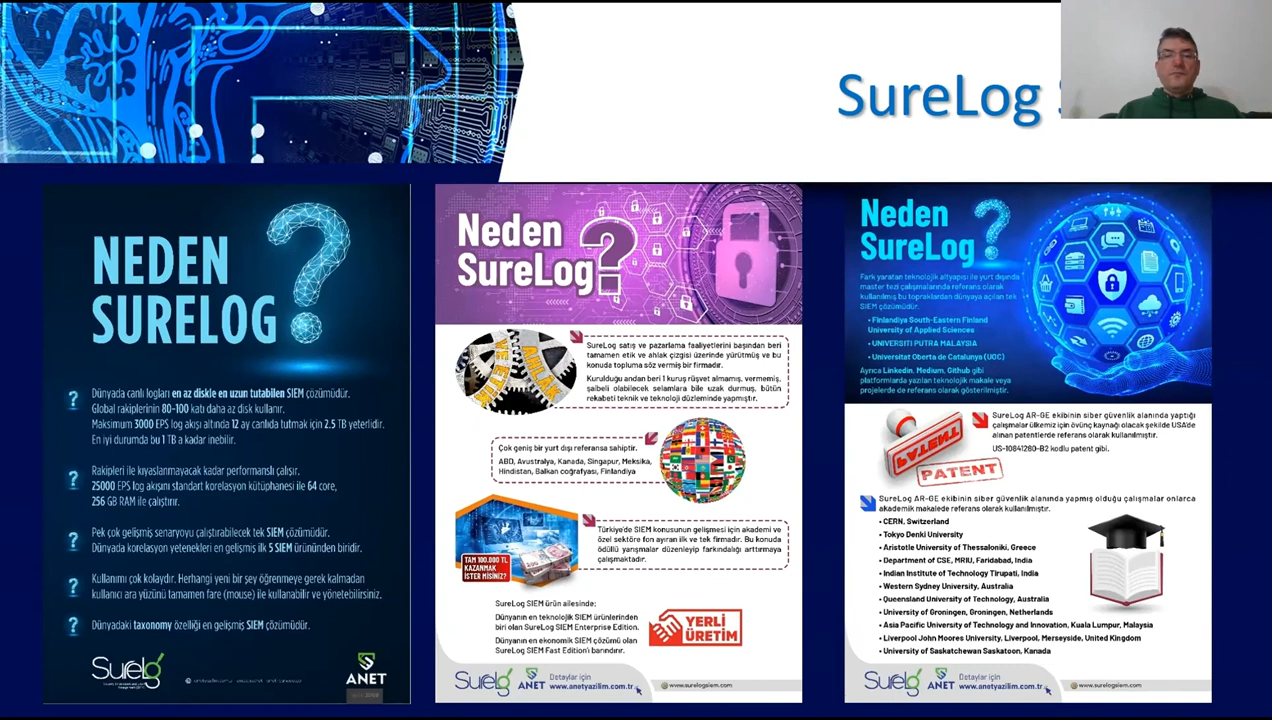 SureLog
NEDEN
SURELOG
Dünyada canlı logları en az diskle en uzun tutabilen SIEM çözümüdür.
Global rakiplerinin 80-100 katı daha az disk kullanır.
Maksimum 3000 EPS log akışı altında 12 ay canlıda tutmak için 2.5 TB yeterlidir.
En iyi durumda bu 1 TB a kadar inebilir.
Rakipleri ile kıyaslanmayacak kadar performanslı çalışır.
25000 EPS log akışını standart korelasyon kütüphanesi ile 64 core,
256 GB RAM ile çalıştırır.
Pek çok gelişmiş senaryoyu çalıştırabilecek tek SIEM çözümüdür.
Dünyada korelasyon yetenekleri en gelişmiş ilk 5 SIEM ürününden biridir.
Kullanımı çok kolaydır. Herhangi yeni bir şey öğrenmeye gerek kalmadan
kullanıcı ara yüzünü tamamen fare (mouse) ile kullanabilir ve yönetebilirsiniz.
Dünyadaki taxonomy özelliği en gelişmiş SIEM çözümüdür.
Surelog
ANET
Neden
SureLog?
AHLAK
VE ETİK
SureLog satış ve pazarlama faaliyetlerini başından beri
tamamen etik ve ahlak çizgisi üzerinde yürütmüş ve bu
konuda topluma söz vermiş bir firmadır.
Kurulduğu andan beri 1 kuruş rüşvet almamış, vermemiş,
şaibeli olabilecek selamlara bile uzak durmuş, bütün
rekabeti teknik ve teknoloji düzleminde yapmıştır.
Çok geniş bir yurt dışı referansa sahiptir.
ABD, Avustralya, Kanada, Singapur, Meksika,
Hindistan, Balkan coğrafyası, Finlandiya
TAM 100.000 TL
KAZANMAK
İSTER MİSİNİZ?
Türkiye'de SIEM konusunun gelişmesi için akademi ve
özel sektöre fon ayıran ilk ve tek firmadır. Bu konuda
ödüllü yarışmalar düzenleyip farkındalığı arttırmaya
çalışmaktadır.
SureLog SIEM ürün ailesinde;
Dünyanın en teknolojik SIEM ürünlerinden
biri olan SureLog SIEM Enterprise Edition.
Dünyanın en ekonomik SIEM çözümü olan
SureLog SIEM Fast Edition'ı barındırır.
YERLİ
ÜRETİM
Surelog
ANET
Detaylar için
www.anetyazilim.com.tr
www.surelogsiem.com
Neden
SureLog?
Fark yaratan teknolojik altyapısı ile yurt dışında
master tezi çalışmalarında referans olarak
kullanılmış bu topraklardan dünyaya açılan tek
SIEM çözümüdür.
• Finlandiya South-Eastern Finland
University of Applied Sciences
• UNIVERSITI PUTRA MALAYSIA
• Universitat Oberta de Catalunya (UOC)
Ayrıca Linkedin, Medium, Github gibi
platformlarda yazılan teknolojik makale veya
projelerde de referans olarak gösterilmiştir.
PATENT
PATENT
SureLog AR-GE ekibinin siber güvenlik alanında yaptığı
çalışmalar ülkemiz için övünç kaynağı olacak şekilde USA'de
alınan patentlerde referans olarak kullanılmıştır.
US-10841280-B2 kodlu patent gibi.
SureLog AR-GE ekibinin siber güvenlik alanında yapmış olduğu çalışmalar onlarca
akademik makalede referans olarak kullanılmıştır.
• CERN, Switzerland
• Tokyo Denki University
• Aristotle University of Thessaloniki, Greece
• Department of CSE, MRIU, Faridabad, India
• Indian Institute of Technology Tirupati, India
• Western Sydney University, Australia
• Queensland University of Technology, Australia
• University of Groningen, Groningen, Netherlands
• Asia Pacific University of Technology and Innovation, Kuala Lumpur, Malaysia
• Liverpool John Moores University, Liverpool, Merseyside, United Kingdom
• University of Saskatchewan Saskatoon, Kanada
Surelog
ANET
Detaylar için
www.anetyazilim.com.tr
www.surelogsiem.com